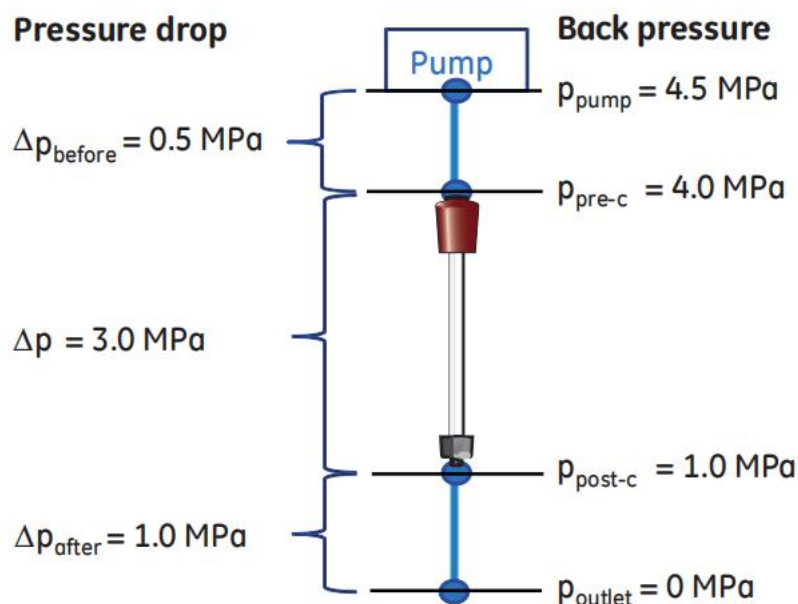 Pressure drop
Back pressure
Pump
p_pump = 4.5 MPa
Δp_before = 0.5 MPa
p_pre-c = 4.0 MPa
Δp = 3.0 MPa
p_post-c = 1.0 MPa
Δp_after = 1.0 MPa
p_outlet = 0 MPa